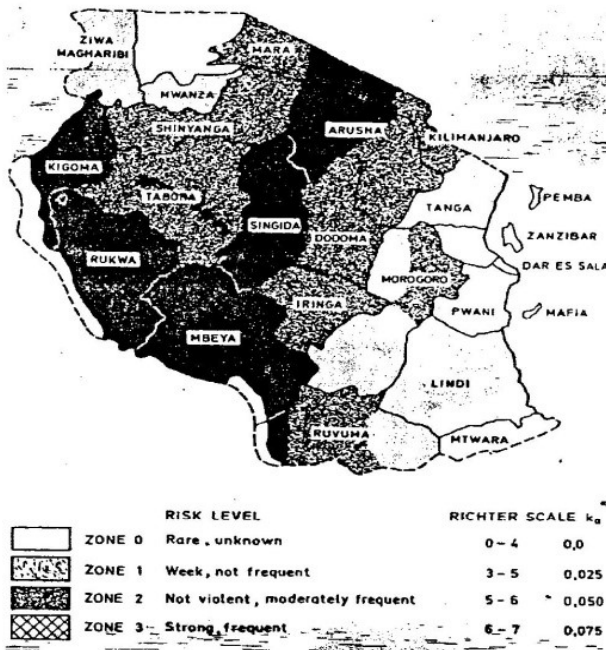 ZIWA
MAGHARIBI
MARA
MWANZA
SHINYANGA
ARUSHA
KILIMANJARO
KIGOMA
TABORA
TANGA
PEMBA
SINGIDA
DODOMA
ZANZIBAR
RUKWA
DAR ES SALA
MOROGORO
IRINGA
PWANI
MAFIA
MBEYA
LINDI
RUVUMA
MTWARA
RISK LEVEL RICHTER SCALE ka
ZONE 0 Rare, unknown 0-4 0,0
ZONE 1 Week, not frequent 3-5 0,025
ZONE 2 Not violent, moderately frequent 5-6 0,050
ZONE 3 Strong, frequent 6-7 0,075